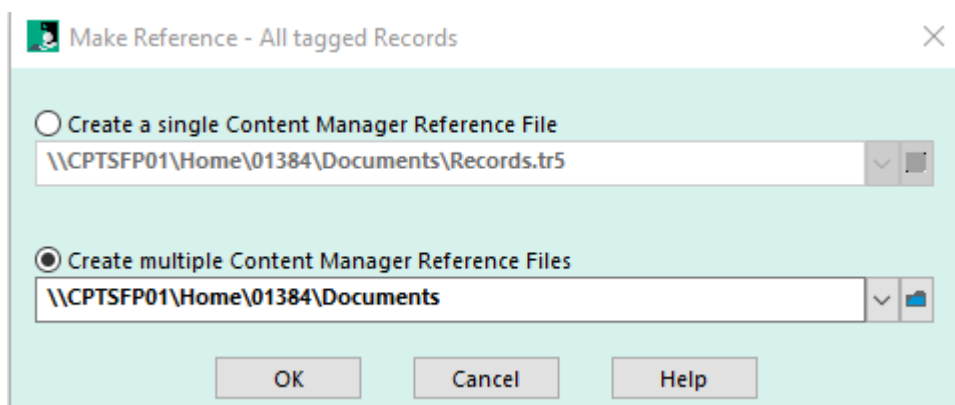 Make Reference - All tagged Records
Create a single Content Manager Reference File
\\CPTSFP01\Home\01384\Documents\Records.tr5
Create multiple Content Manager Reference Files
\\CPTSFP01\Home\01384\Documents
OK Cancel Help